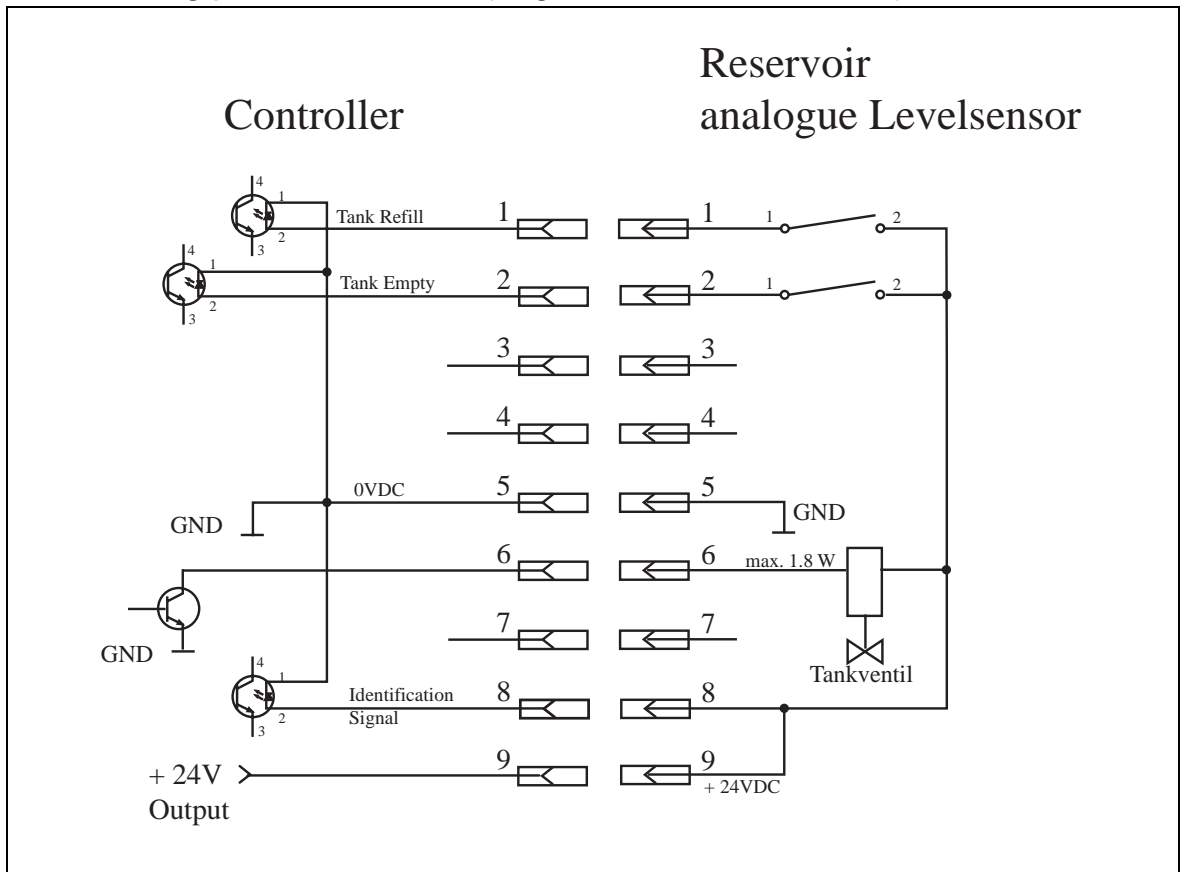 Reservoir
Controller
analogue Levelsensor
4
1
Tank Refill
1
1
1
2
2
3
4
1
Tank Empty
2
2
1
2
2
3
3
3
4
4
0VDC
5
5
GND
GND
6
6
max. 1.8 W
7
7
GND
Tankventil
4
1
Identification
Signal
8
8
2
3
+ 24V
Output
9
9
+ 24VDC